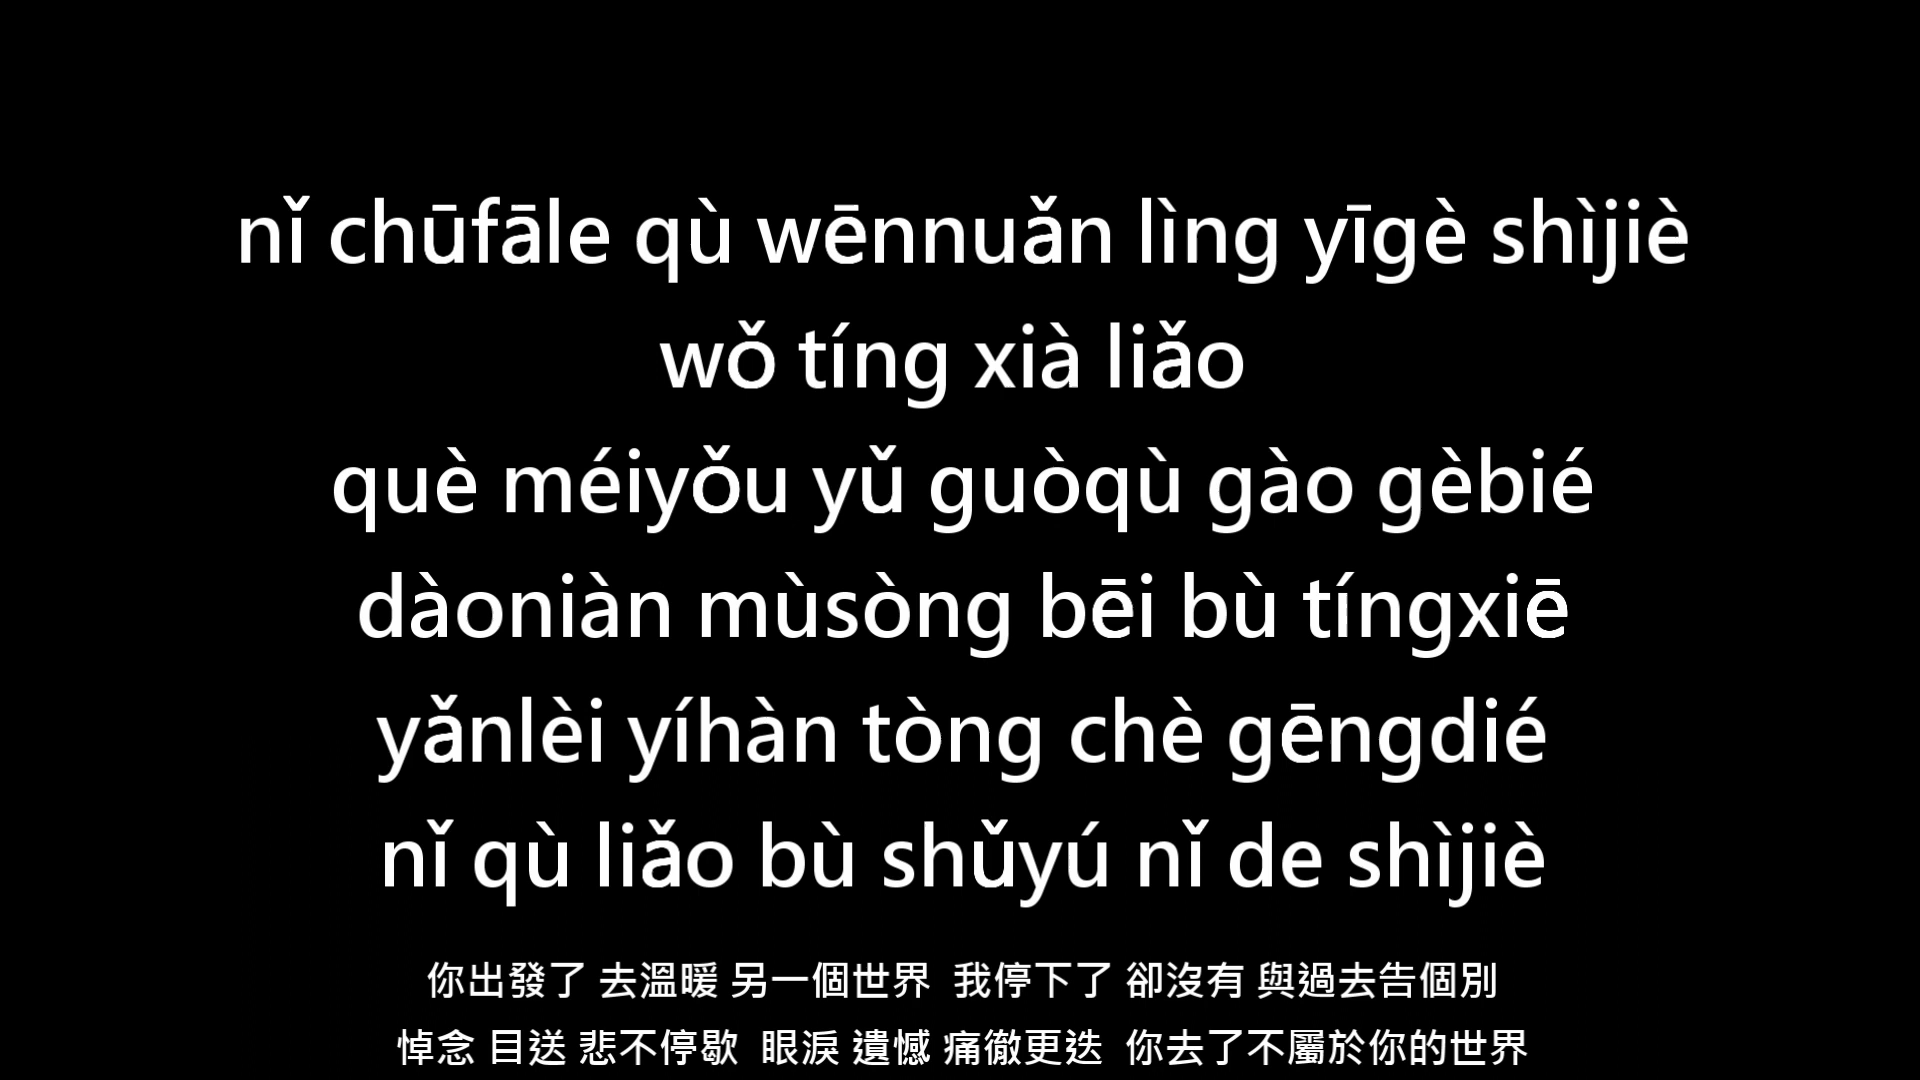 nǐ chūfāle qù wēnnuǎn lìng yīgè shìjiè
wǒ tíng xià liǎo
què méiyǒu yǔ guòqù gào gèbié
dàoniàn mùsòng bēi bù tíngxiē
yǎnlèi yíhàn tòng chè gēngdié
nǐ qù liǎo bù shǔyú nǐ de shìjiè
你出發了 去溫暖 另一個世界 我停下了 卻沒有 與過去告個別
悼念 目送 悲不停歇 眼淚 遺憾 痛徹更迭 你去了不屬於你的世界